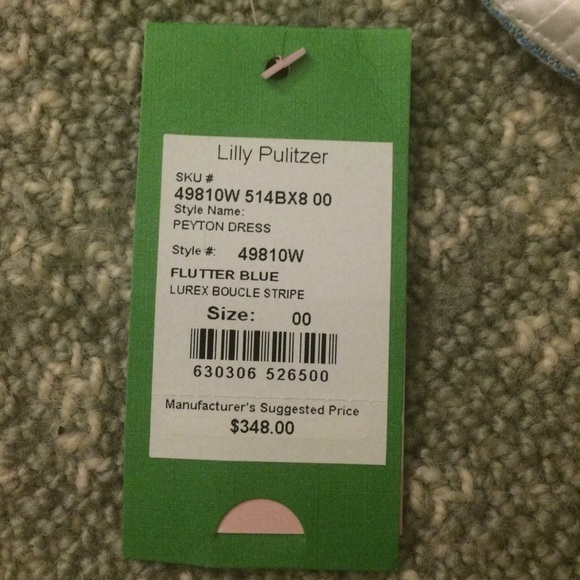 Lilly Pulitzer
SKU #
49810W 514BX8 00
Style Name:
PEYTON DRESS
Style #: 49810W
FLUTTER BLUE
LUREX BOUCLE STRIPE
Size: 00
630306 526500
Manufacturer's Suggested Price
$348.00